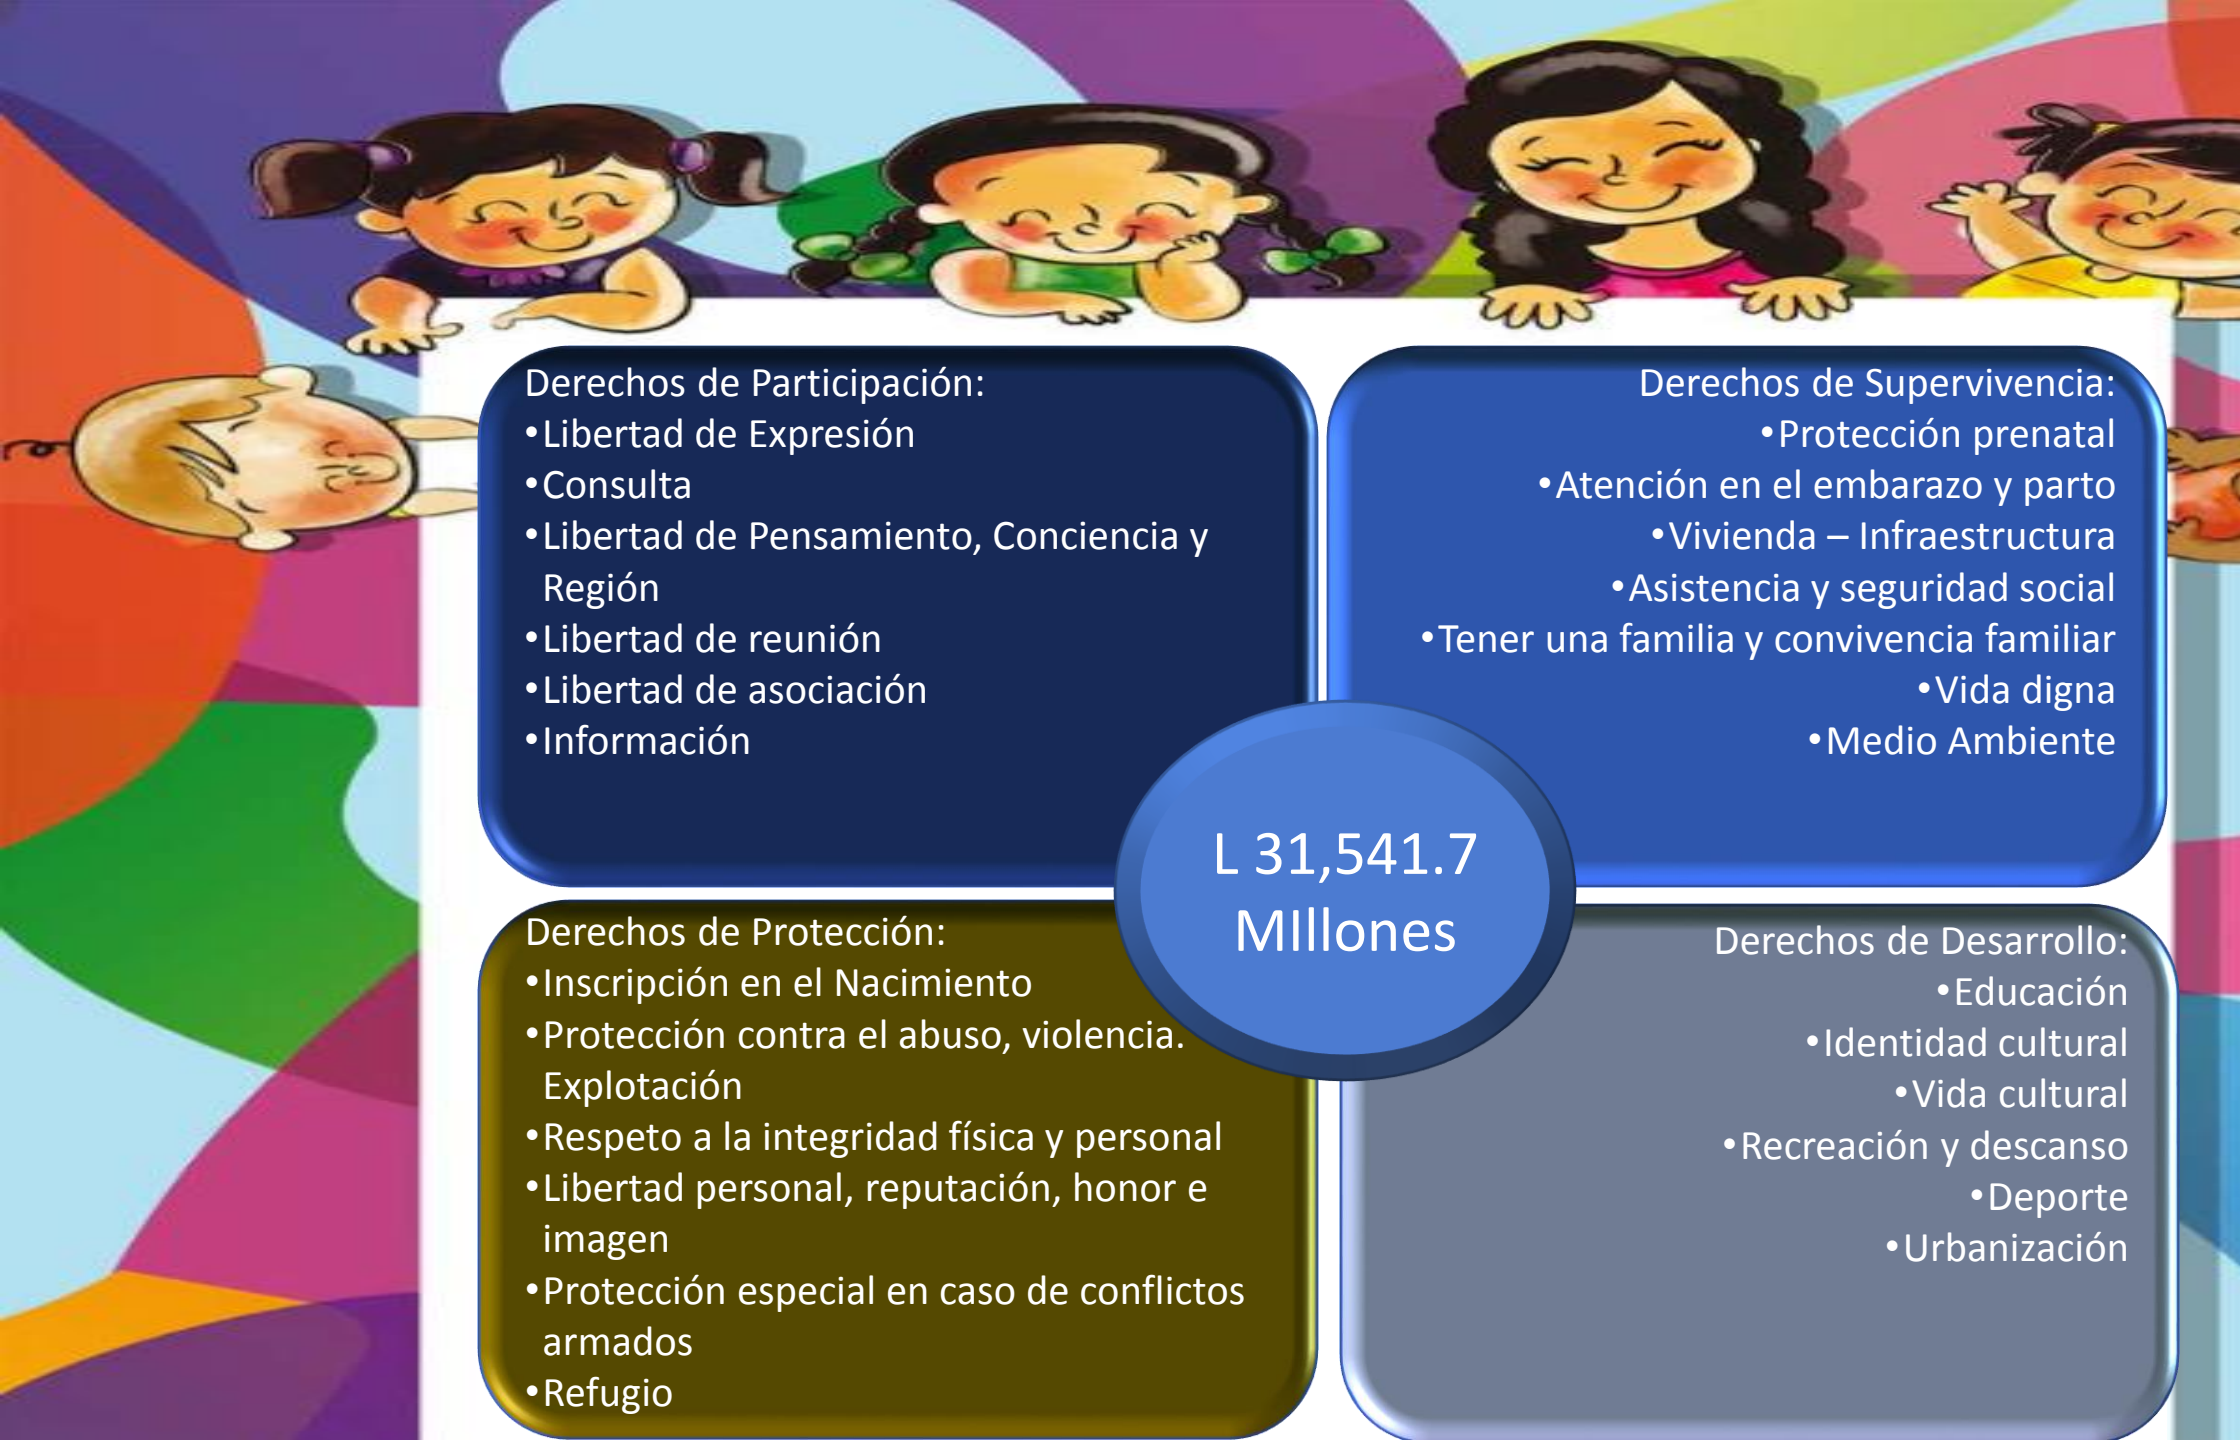 Derechos de Participación:
•Libertad de Expresión
•Consulta
•Libertad de Pensamiento, Conciencia y
Región
•Libertad de reunión
•Libertad de asociación
•Información
Derechos de Supervivencia:
•Protección prenatal
•Atención en el embarazo y parto
•Vivienda – Infraestructura
•Asistencia y seguridad social
•Tener una familia y convivencia familiar
•Vida digna
•Medio Ambiente
L 31,541.7
MIllones
Derechos de Protección:
•Inscripción en el Nacimiento
•Protección contra el abuso, violencia.
Explotación
•Respeto a la integridad física y personal
•Libertad personal, reputación, honor e
imagen
•Protección especial en caso de conflictos
armados
•Refugio
Derechos de Desarrollo:
•Educación
•Identidad cultural
•Vida cultural
•Recreación y descanso
•Deporte
•Urbanización